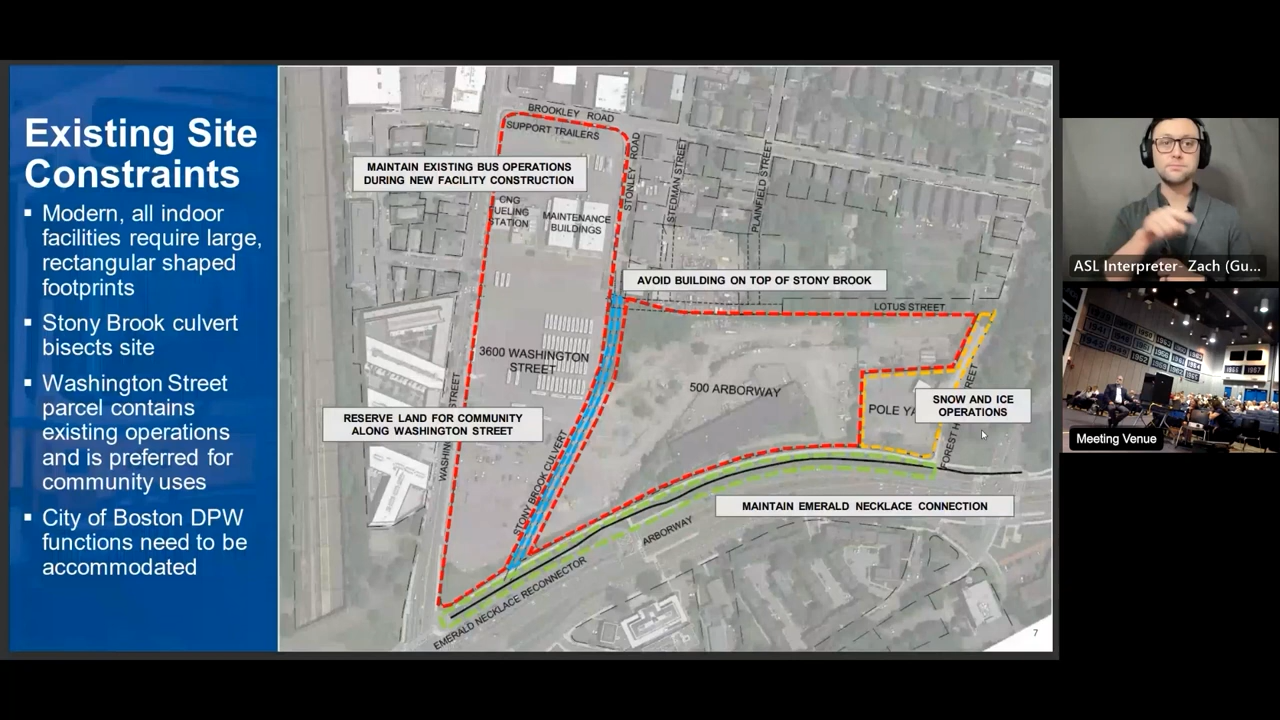 Existing Site
Constraints
▪ Modern, all indoor
facilities require large,
rectangular shaped
footprints
▪ Stony Brook culvert
bisects site
▪ Washington Street
parcel contains
existing operations
and is preferred for
community uses
▪ City of Boston DPW
functions need to be
accommodated
BROOKLEY ROAD
SUPPORT TRAILERS
MAINTAIN EXISTING BUS OPERATIONS
DURING NEW FACILITY CONSTRUCTION
STONLEY ROAD
STEDMAN STREET
PLAINFIELD STREET
CNG
FUELING
STATION
MAINTENANCE
BUILDINGS
AVOID BUILDING ON TOP OF STONY BROOK
LOTUS STREET
3600 WASHINGTON
STREET
500 ARBORWAY
POLE YA
SNOW AND ICE
OPERATIONS
STREET
FOREST H
RESERVE LAND FOR COMMUNITY
ALONG WASHINGTON STREET
WASHIN
STREET
STONY BROOK CULVERT
MAINTAIN EMERALD NECKLACE CONNECTION
ARBORWAY
EMERALD NECKLACE RECONNECTOR
7
ASL Interpreter- Zach (Gu...
Meeting Venue